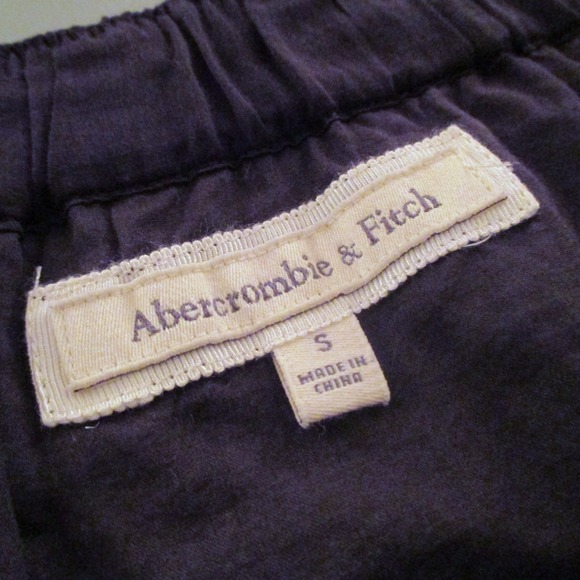 Abercrombie & Fitch
S
MADE IN
CHINA